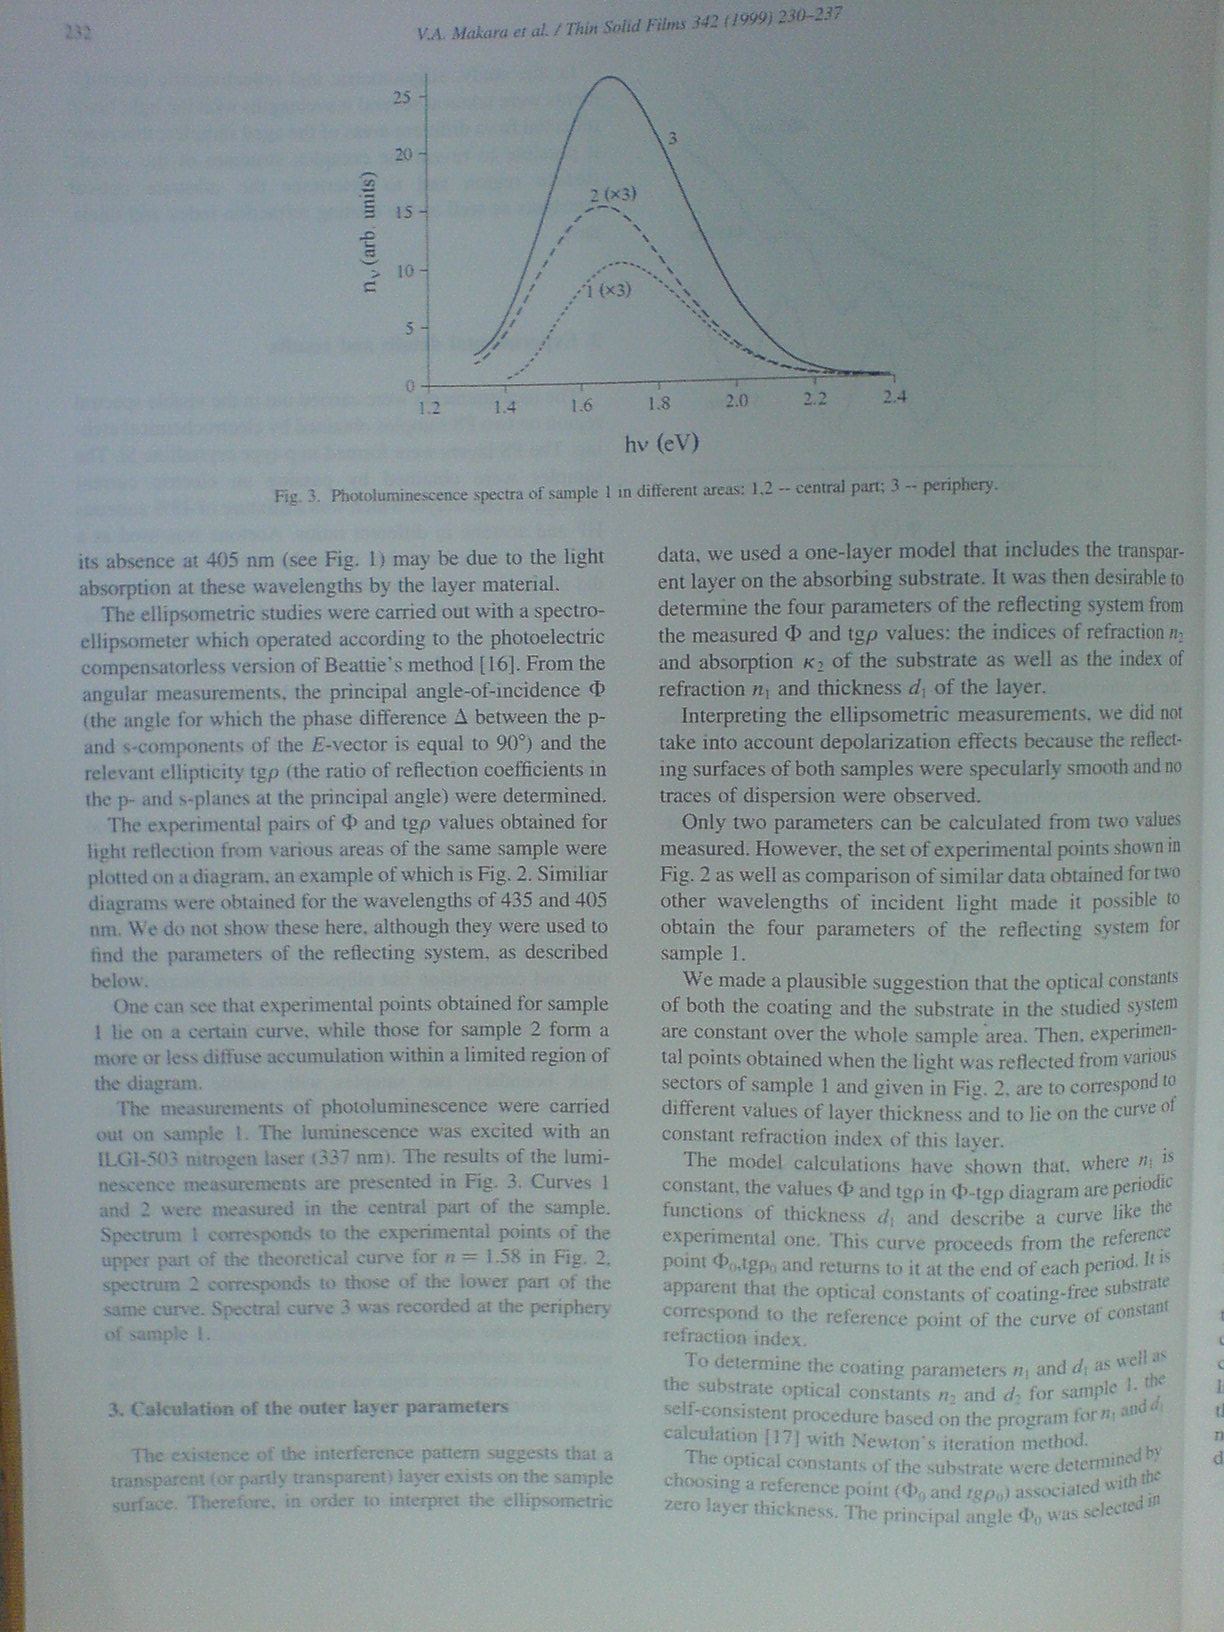 232
V.A. Makara et al. / Thin Solid Films 342 (1999) 230–237
25
20
15
10
5
0
n_ν (arb. units)
3
2 (×3)
1 (×3)
1.2 1.4 1.6 1.8 2.0 2.2 2.4
hν (eV)
Fig. 3. Photoluminescence spectra of sample 1 in different areas: 1,2 -- central part; 3 -- periphery.
its absence at 405 nm (see Fig. 1) may be due to the light
absorption at these wavelengths by the layer material.
The ellipsometric studies were carried out with a spectro-
ellipsometer which operated according to the photoelectric
compensatorless version of Beattie's method [16]. From the
angular measurements, the principal angle-of-incidence Φ
(the angle for which the phase difference Δ between the p-
and s-components of the E-vector is equal to 90°) and the
relevant ellipticity tgρ (the ratio of reflection coefficients in
the p- and s-planes at the principal angle) were determined.
The experimental pairs of Φ and tgρ values obtained for
light reflection from various areas of the same sample were
plotted on a diagram, an example of which is Fig. 2. Similiar
diagrams were obtained for the wavelengths of 435 and 405
nm. We do not show these here, although they were used to
find the parameters of the reflecting system, as described
below.
One can see that experimental points obtained for sample
1 lie on a certain curve, while those for sample 2 form a
more or less diffuse accumulation within a limited region of
the diagram.
The measurements of photoluminescence were carried
out on sample 1. The luminescence was excited with an
ILGI-503 nitrogen laser (337 nm). The results of the lumi-
nescence measurements are presented in Fig. 3. Curves 1
and 2 were measured in the central part of the sample.
Spectrum 1 corresponds to the experimental points of the
upper part of the theoretical curve for n = 1.58 in Fig. 2,
spectrum 2 corresponds to those of the lower part of the
same curve. Spectral curve 3 was recorded at the periphery
of sample 1.
3. Calculation of the outer layer parameters
The existence of the interference pattern suggests that a
transparent (or partly transparent) layer exists on the sample
surface. Therefore, in order to interpret the ellipsometric
data, we used a one-layer model that includes the transpar-
ent layer on the absorbing substrate. It was then desirable to
determine the four parameters of the reflecting system from
the measured Φ and tgρ values: the indices of refraction n₂
and absorption κ₂ of the substrate as well as the index of
refraction n₁ and thickness d₁ of the layer.
Interpreting the ellipsometric measurements, we did not
take into account depolarization effects because the reflect-
ing surfaces of both samples were specularly smooth and no
traces of dispersion were observed.
Only two parameters can be calculated from two values
measured. However, the set of experimental points shown in
Fig. 2 as well as comparison of similar data obtained for two
other wavelengths of incident light made it possible to
obtain the four parameters of the reflecting system for
sample 1.
We made a plausible suggestion that the optical constants
of both the coating and the substrate in the studied system
are constant over the whole sample area. Then, experimen-
tal points obtained when the light was reflected from various
sectors of sample 1 and given in Fig. 2, are to correspond to
different values of layer thickness and to lie on the curve of
constant refraction index of this layer.
The model calculations have shown that, where n₁ is
constant, the values Φ and tgρ in Φ-tgρ diagram are periodic
functions of thickness d₁ and describe a curve like the
experimental one. This curve proceeds from the reference
point Φ₀,tgρ₀ and returns to it at the end of each period. It is
apparent that the optical constants of coating-free substrate
correspond to the reference point of the curve of constant
refraction index.
To determine the coating parameters n₁ and d₁ as well as
the substrate optical constants n₂ and d₂ for sample 1, the
self-consistent procedure based on the program for n₁ and d₁
calculation [17] with Newton's iteration method.
The optical constants of the substrate were determined by
choosing a reference point (Φ₀ and tgρ₀) associated with the
zero layer thickness. The principal angle Φ₀ was selected in